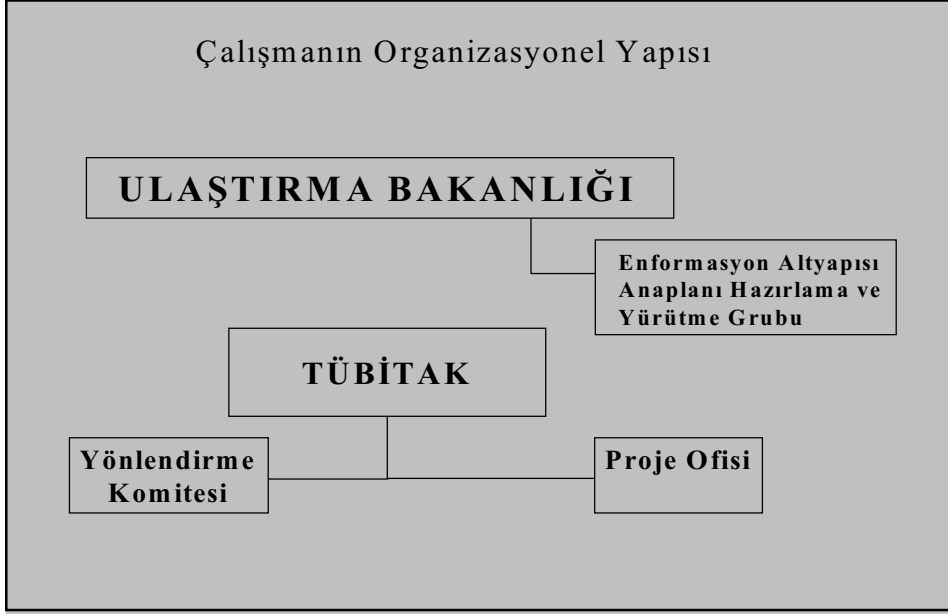 Çalışmanın Organizasyonel Yapısı
ULAŞTIRMA BAKANLIĞI
Enformasyon Altyapısı
Anaplanı Hazırlama ve
Yürütme Grubu
TÜBİTAK
Yönlendirme
Komitesi
Proje Ofisi